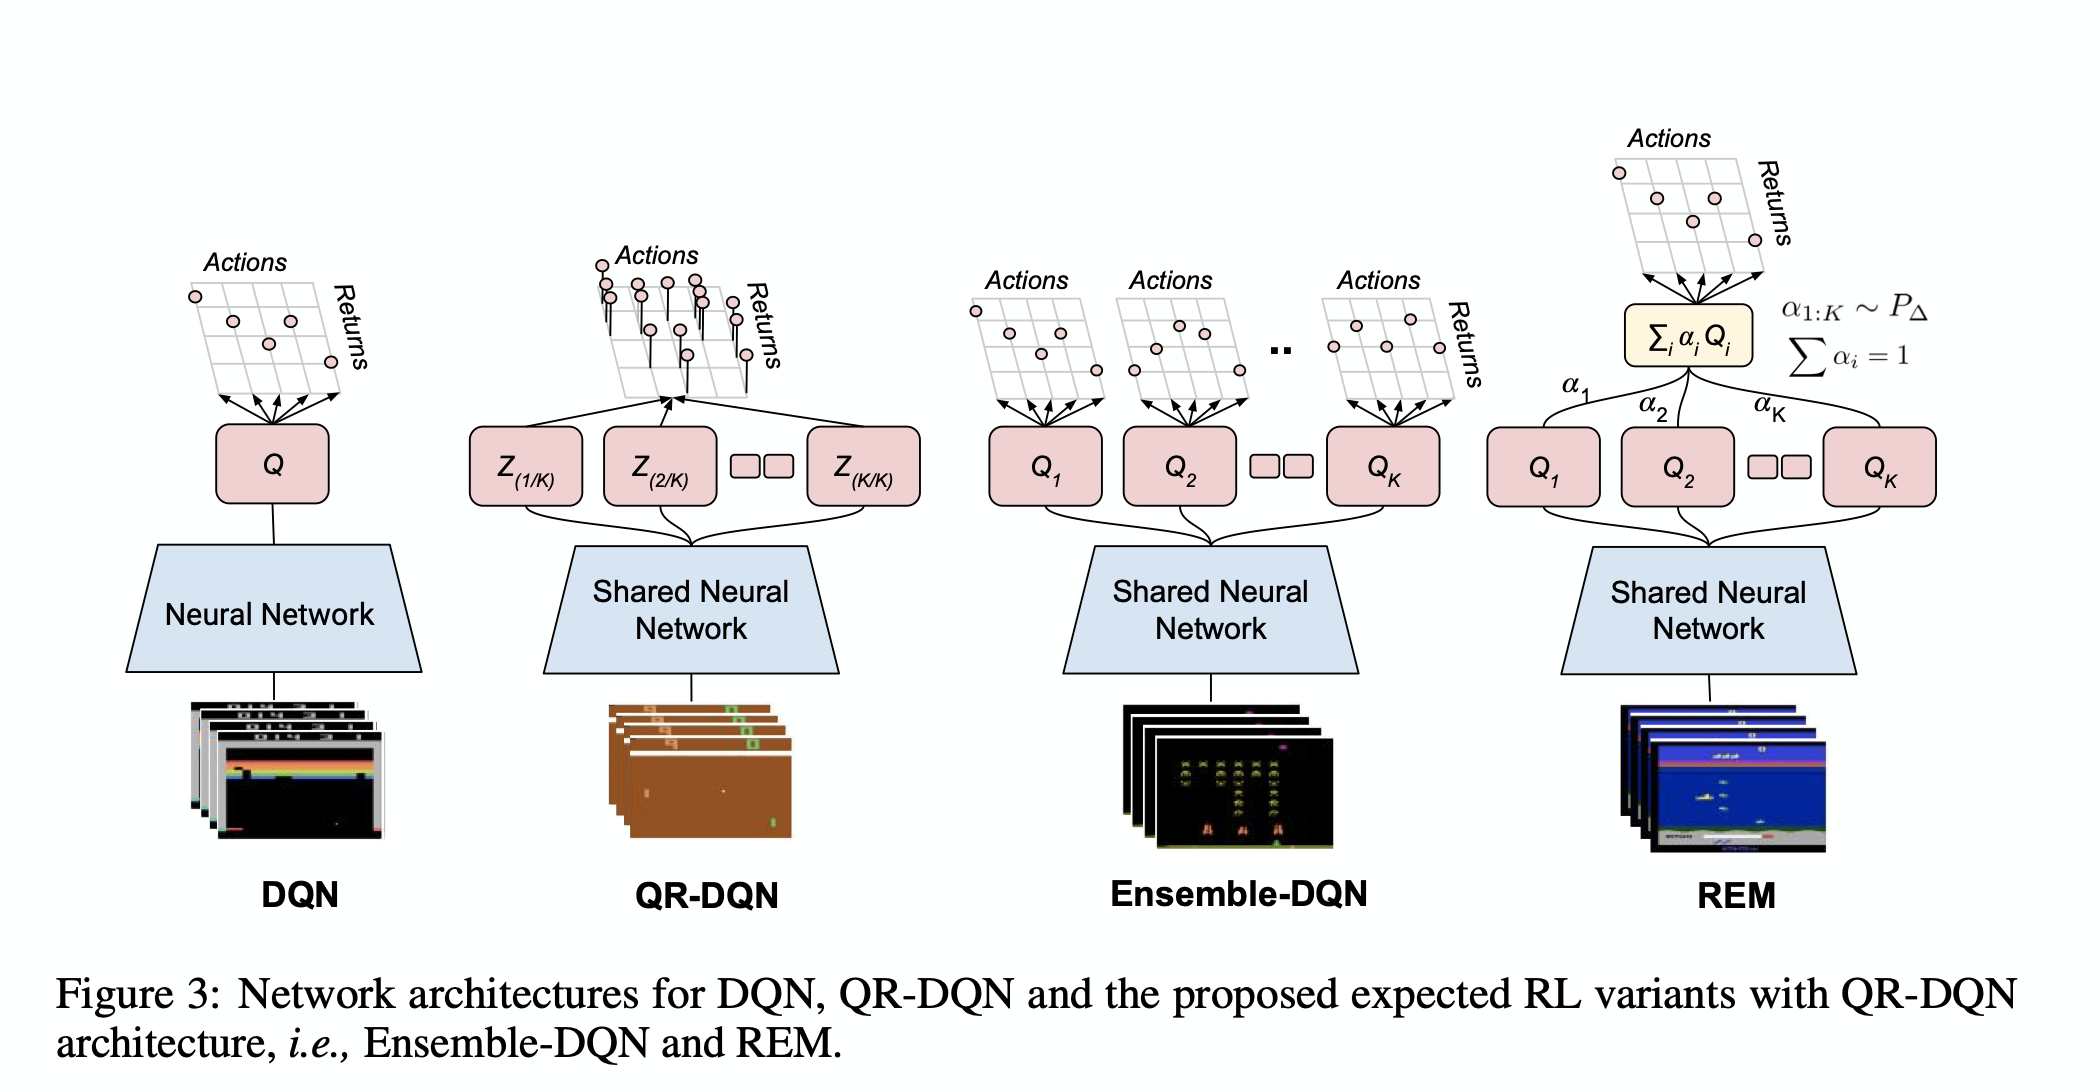 Actions
Returns
Q
Neural Network
DQN
Actions
Returns
Z(1/K)
Z(2/K)
Z(K/K)
Shared Neural
Network
QR-DQN
Actions
Actions
..
Actions
Returns
Q1
Q2
QK
Shared Neural
Network
Ensemble-DQN
Actions
Returns
∑i αi Qi
α1:K ∼ PΔ
∑ αi = 1
α1
α2
αK
Q1
Q2
QK
Shared Neural
Network
REM
Figure 3: Network architectures for DQN, QR-DQN and the proposed expected RL variants with QR-DQN
architecture, i.e., Ensemble-DQN and REM.